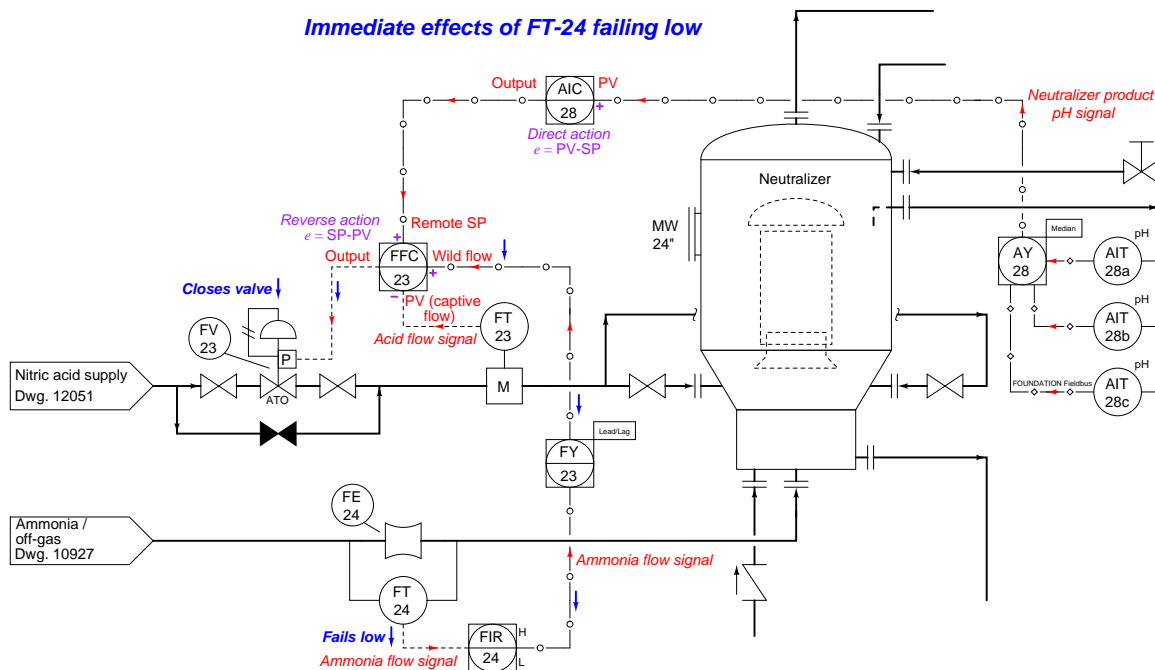 Immediate effects of FT-24 failing low
Output
AIC
28
PV
+
Direct action
e = PV-SP
Neutralizer product
pH signal
Neutralizer
MW
24"
Reverse action
e = SP-PV
Remote SP
+
Output
FFC
23
Wild flow
+
−
PV (captive
flow)
Acid flow signal
FT
23
Closes valve
FV
23
P
ATO
M
Nitric acid supply
Dwg. 12051
Median
AY
28
pH
AIT
28a
pH
AIT
28b
pH
AIT
28c
FOUNDATION Fieldbus
Lead/Lag
FY
23
FE
24
Ammonia /
off-gas
Dwg. 10927
Ammonia flow signal
FT
24
Fails low
Ammonia flow signal
FIR
24
H
L